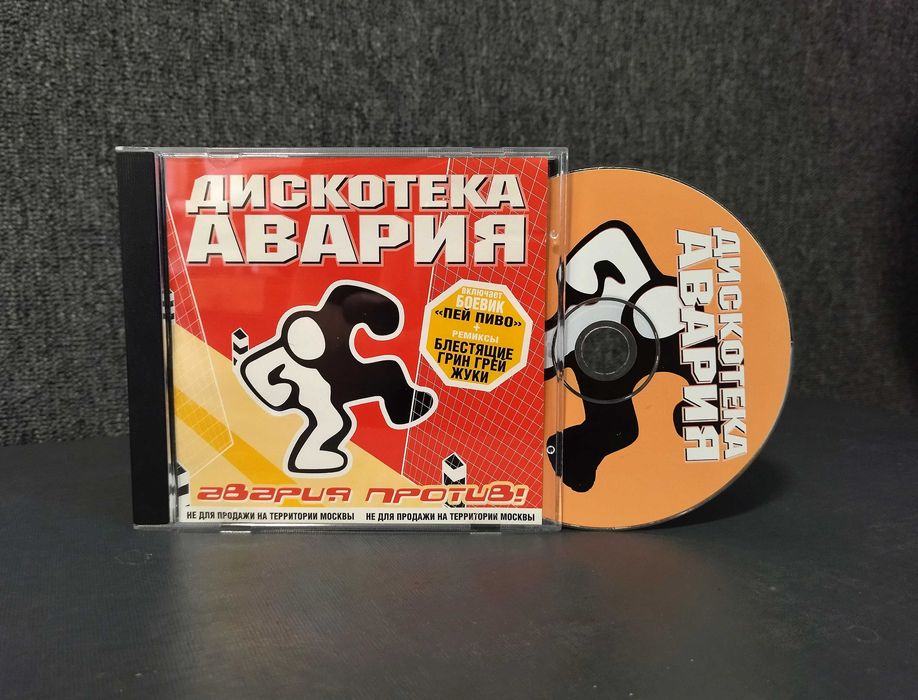 ДИСКОТЕКА
АВАРИЯ
включает
БОЕВИК
«ПЕЙ ПИВО»
+
РЕМИКСЫ
БЛЕСТЯЩИЕ
ГРИН ГРЕЙ
ЖУКИ
авария против!
НЕ ДЛЯ ПРОДАЖИ НА ТЕРРИТОРИИ МОСКВЫ НЕ ДЛЯ ПРОДАЖИ НА ТЕРРИТОРИИ МОСКВЫ
ДИСКОТЕКА
АВАРИЯ